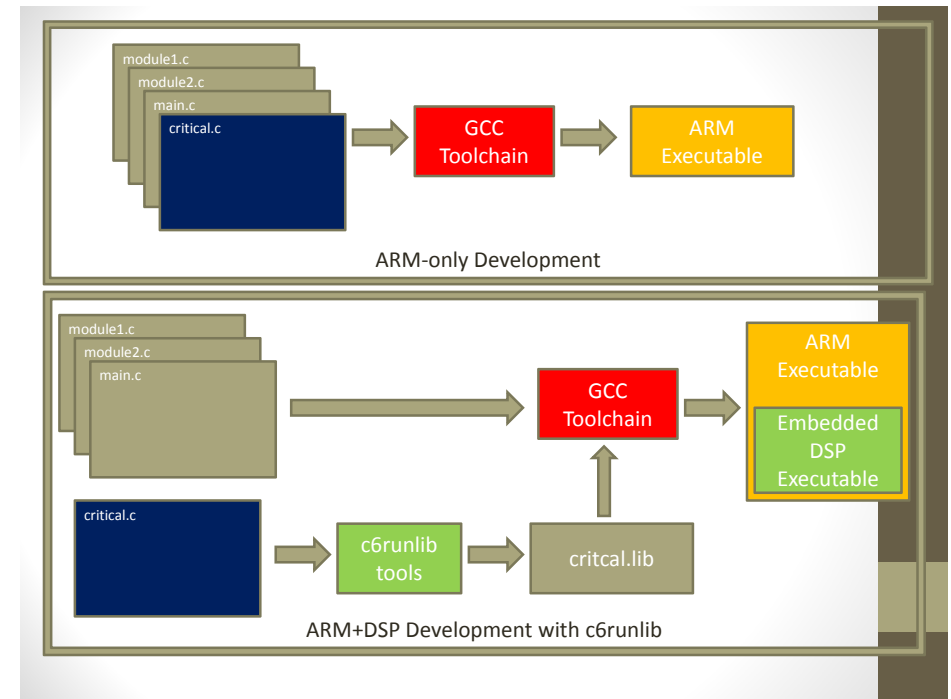 module1.c
module2.c
main.c
critical.c
GCC
Toolchain
ARM
Executable
ARM-only Development
module1.c
module2.c
main.c
GCC
Toolchain
ARM
Executable
Embedded
DSP
Executable
critical.c
c6runlib
tools
critcal.lib
ARM+DSP Development with c6runlib